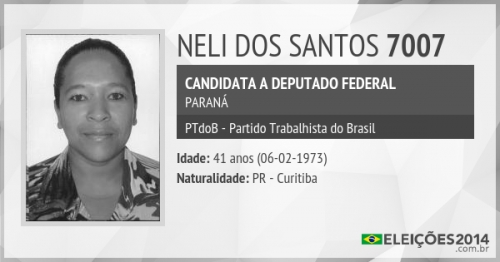 NELI DOS SANTOS 7007
CANDIDATA A DEPUTADO FEDERAL
PARANÁ
PTdoB - Partido Trabalhista do Brasil
Idade: 41 anos (06-02-1973)
Naturalidade: PR - Curitiba
ELEIÇÕES2014
.com.br